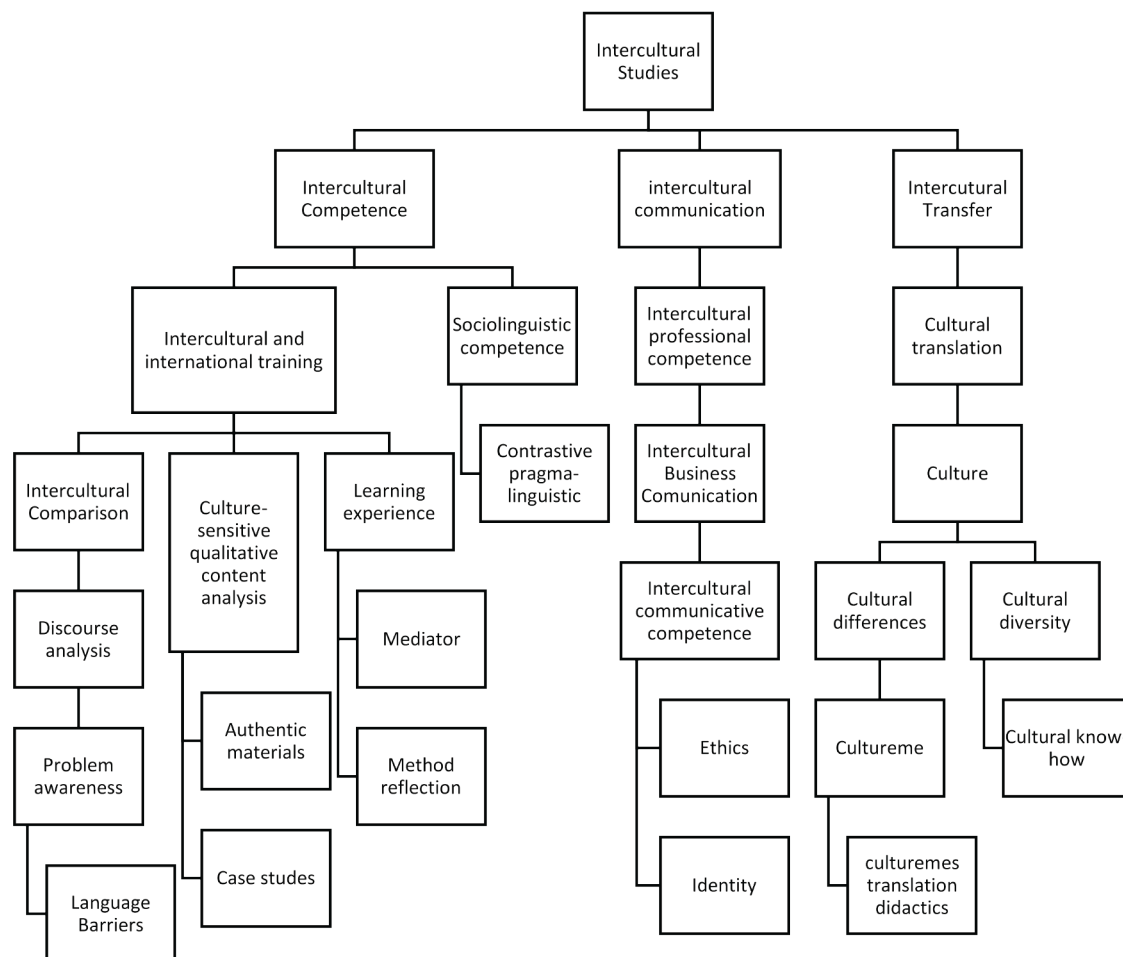 Intercultural
Studies
Intercultural
Competence
intercultural
communication
Intercutural
Transfer
Intercultural and
international training
Sociolinguistic
competence
Intercultural
professional
competence
Cultural
translation
Intercultural
Comparison
Culture-
sensitive
qualitative
content
analysis
Learning
experience
Contrastive
pragma-
linguistic
Intercultural
Business
Comunication
Culture
Discourse
analysis
Mediator
Intercultural
communicative
competence
Cultural
differences
Cultural
diversity
Problem
awareness
Authentic
materials
Method
reflection
Ethics
Cultureme
Cultural know
how
Language
Barriers
Case studes
Identity
culturemes
translation
didactics